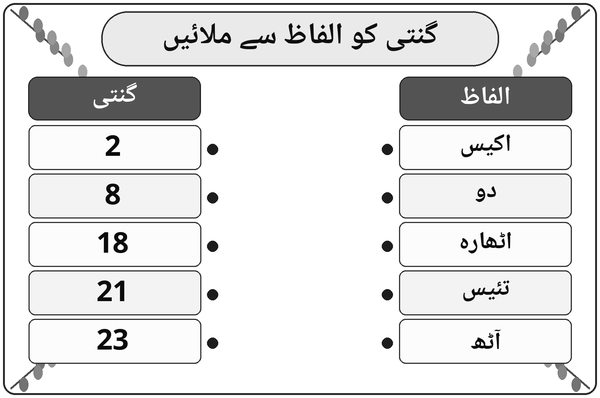 گنتی کو الفاظ سے ملائیں
الفاظ گنتی
اکیس 2
دو 8
اٹھارہ 18
تئیس 21
آٹھ 23